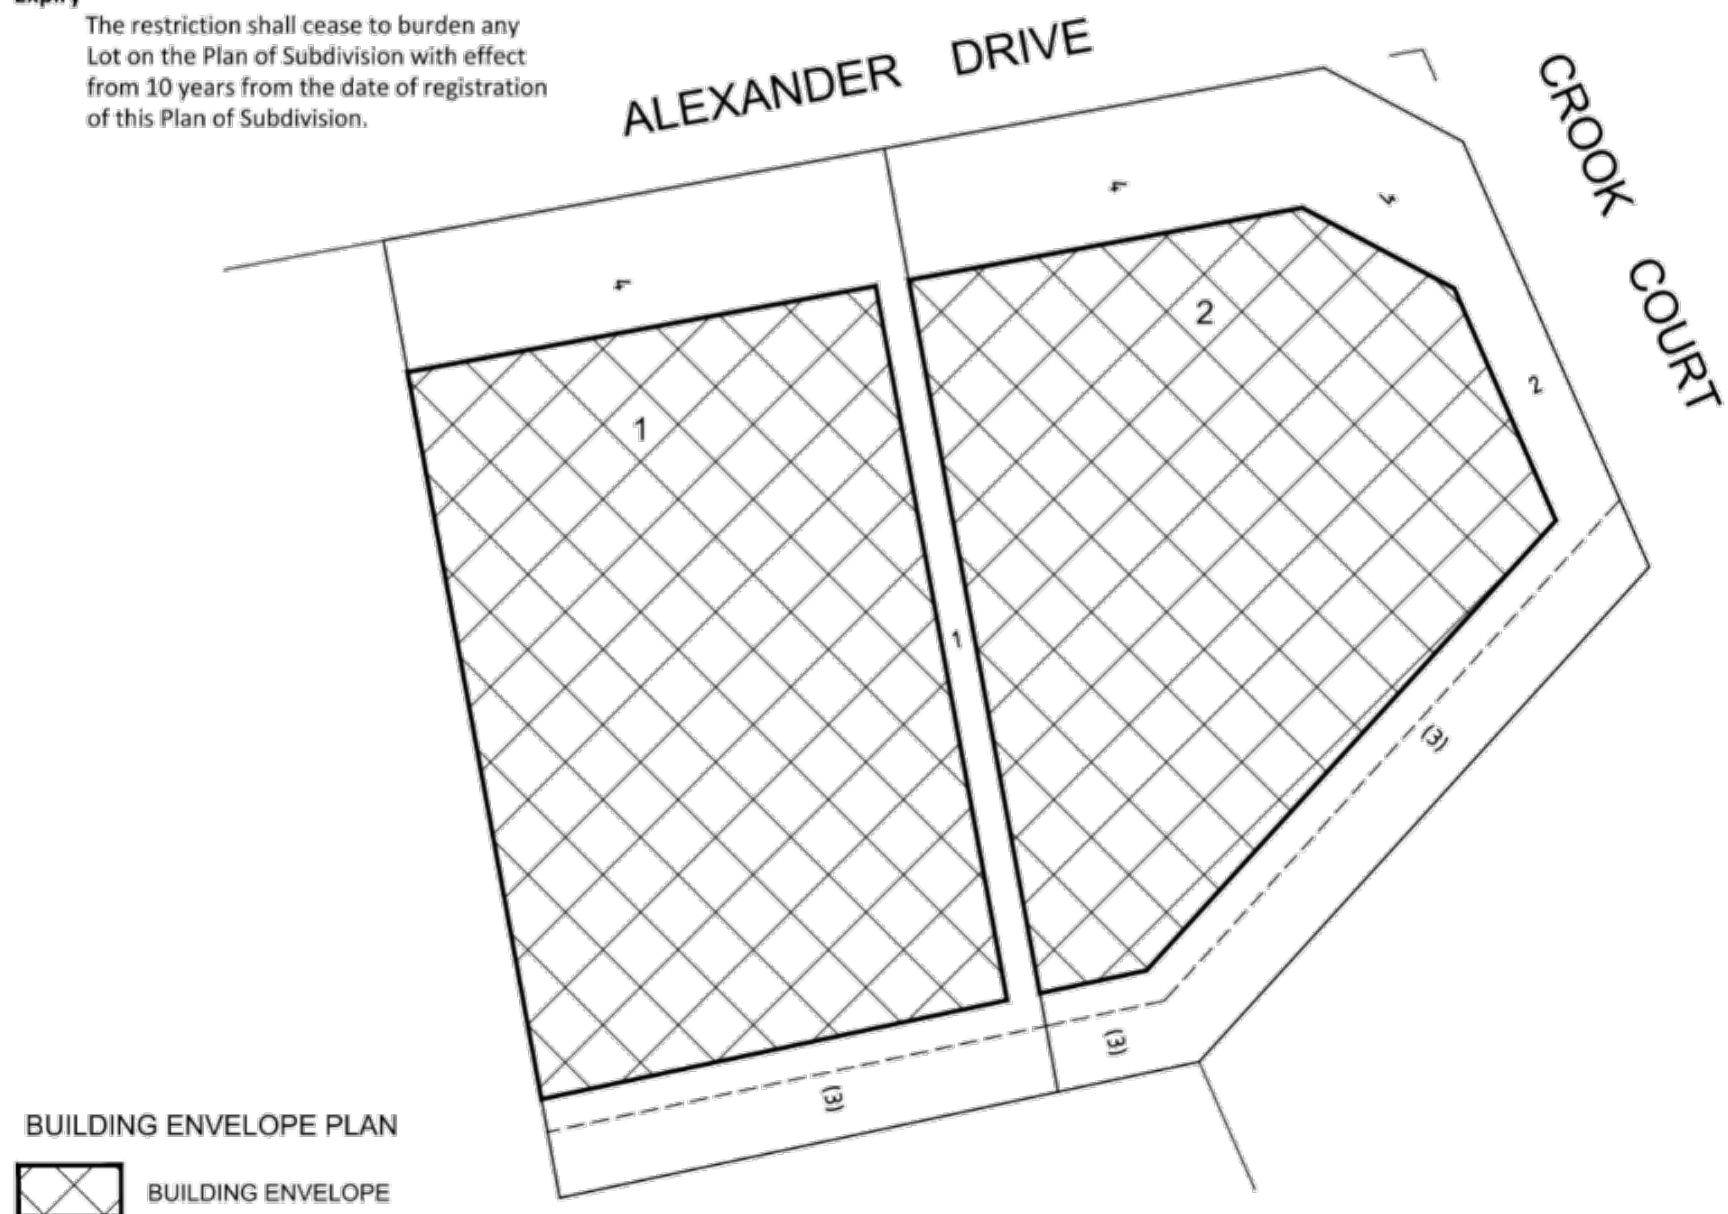 Expiry
The restriction shall cease to burden any
Lot on the Plan of Subdivision with effect
from 10 years from the date of registration
of this Plan of Subdivision.
ALEXANDER DRIVE
CROOK COURT
4
4
4
2
1
2
1
(3)
(3)
(3)
BUILDING ENVELOPE PLAN
BUILDING ENVELOPE